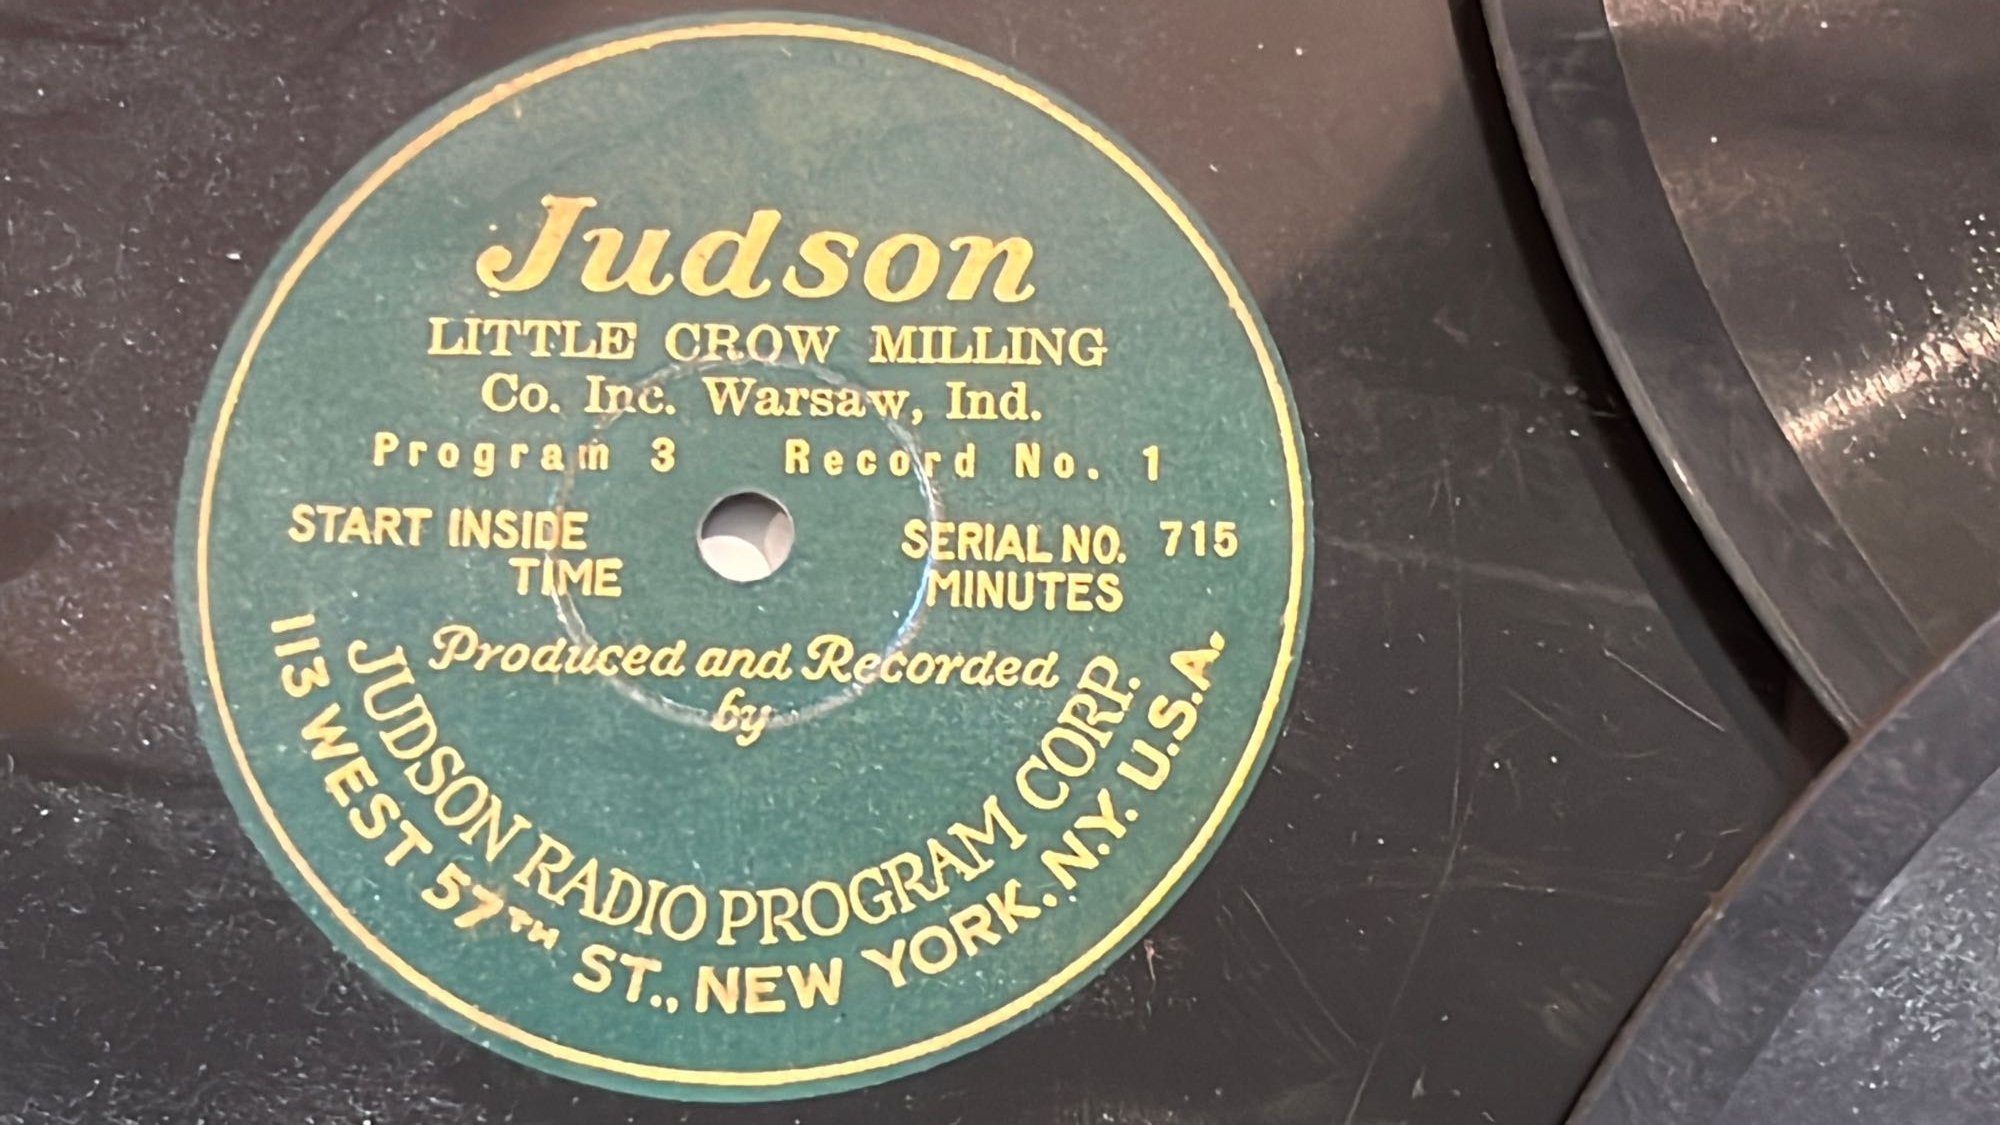 Judson
LITTLE CROW MILLING
Co. Inc. Warsaw, Ind.
Program 3 Record No. 1
START INSIDE SERIAL NO. 715
TIME MINUTES
Produced and Recorded
by
JUDSON RADIO PROGRAM CORP.
113 WEST 57TH ST., NEW YORK. N.Y. U.S.A.